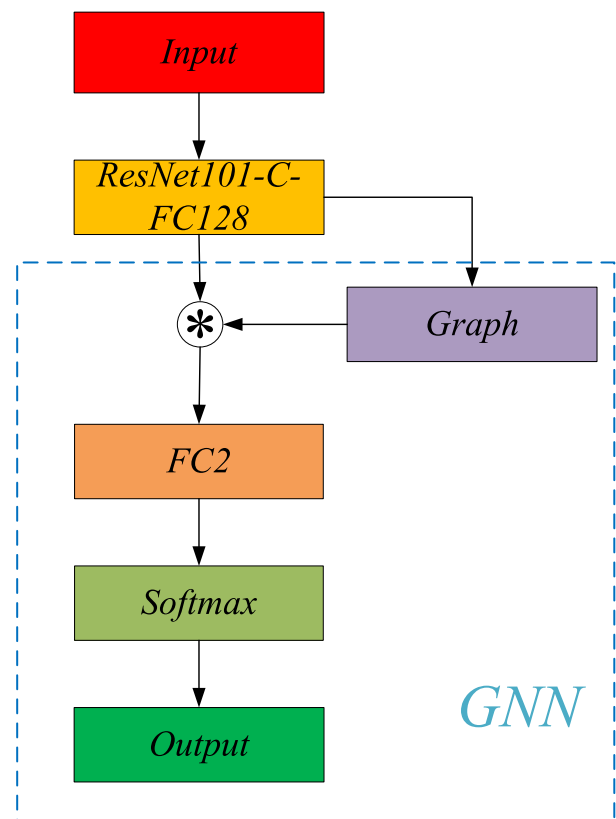 Input
ResNet101-C-
FC128
*
Graph
FC2
Softmax
GNN
Output